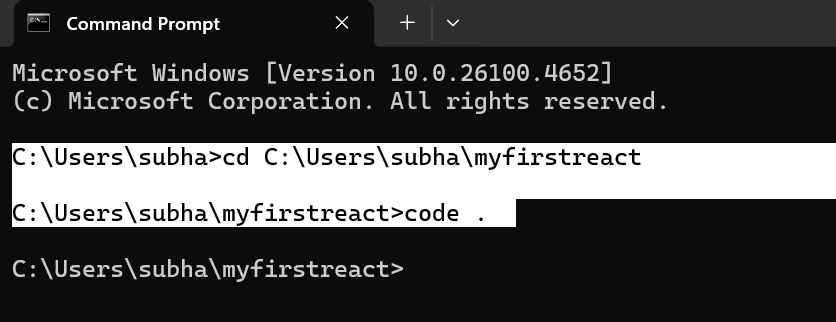 Command Prompt
Microsoft Windows [Version 10.0.26100.4652]
(c) Microsoft Corporation. All rights reserved.
C:\Users\subha>cd C:\Users\subha\myfirstreact
C:\Users\subha\myfirstreact>code .
C:\Users\subha\myfirstreact>